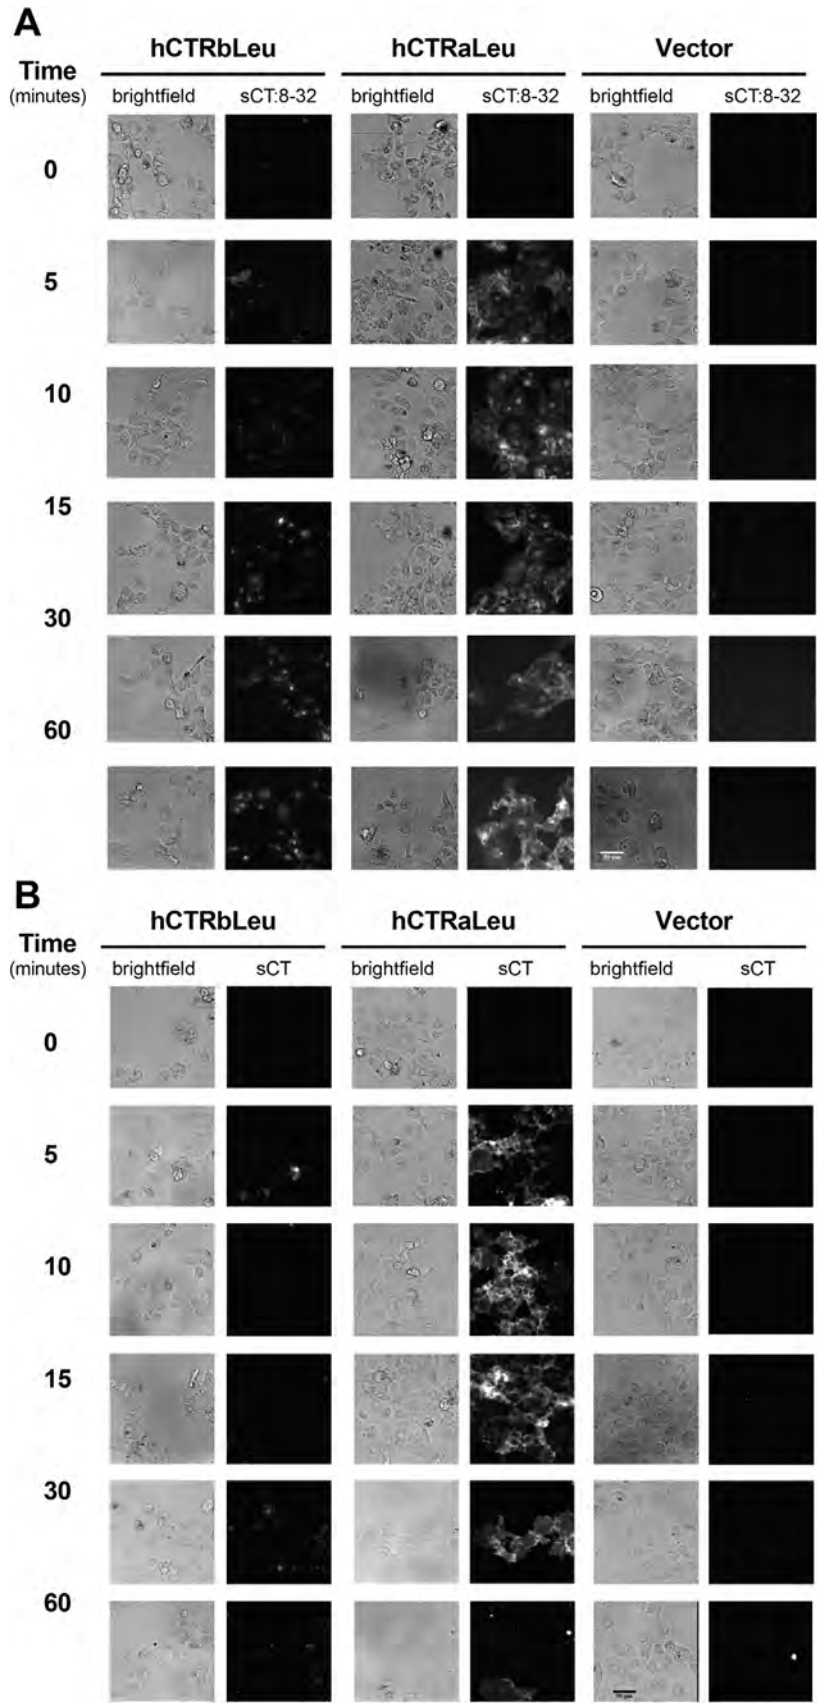 A
hCTRbLeu hCTRaLeu Vector
Time
(minutes) brightfield sCT:8-32 brightfield sCT:8-32 brightfield sCT:8-32
0
5
10
15
30
60
B
hCTRbLeu hCTRaLeu Vector
Time
(minutes) brightfield sCT brightfield sCT brightfield sCT
0
5
10
15
30
60